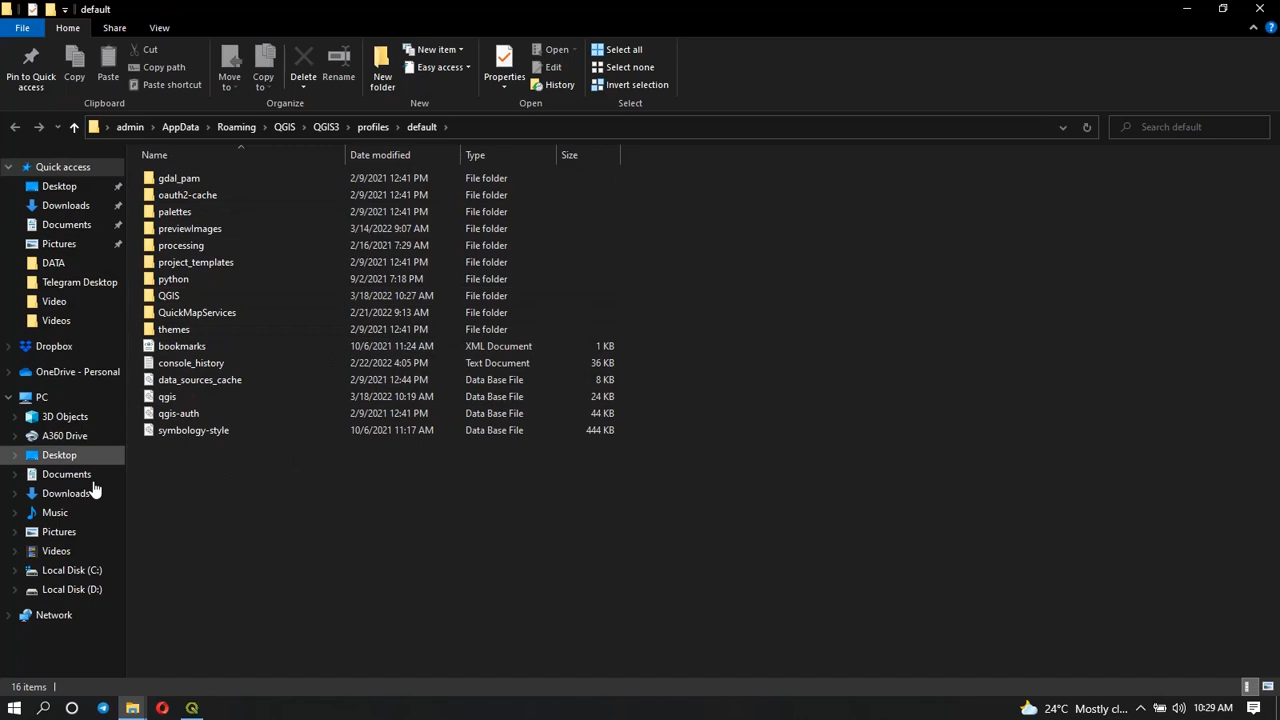 default
File Home Share View
Pin to Quick access
Copy
Paste
Cut
Copy path
Paste shortcut
Clipboard
Move to
Copy to
Delete
Rename
Organize
New folder
New item
Easy access
New
Properties
Open
Edit
History
Open
Select all
Select none
Invert selection
Select
admin › AppData › Roaming › QGIS › QGIS3 › profiles › default ›
Search default
Quick access
Desktop
Downloads
Documents
Pictures
DATA
Telegram Desktop
Video
Videos
Dropbox
OneDrive - Personal
PC
3D Objects
A360 Drive
Desktop
Documents
Downloads
Music
Pictures
Videos
Local Disk (C:)
Local Disk (D:)
Network
Name Date modified Type Size
gdal_pam 2/9/2021 12:41 PM File folder
oauth2-cache 2/9/2021 12:41 PM File folder
palettes 2/9/2021 12:41 PM File folder
previewImages 3/14/2022 9:07 AM File folder
processing 2/16/2021 7:29 AM File folder
project_templates 2/9/2021 12:41 PM File folder
python 9/2/2021 7:18 PM File folder
QGIS 3/18/2022 10:27 AM File folder
QuickMapServices 2/21/2022 9:13 AM File folder
themes 2/9/2021 12:41 PM File folder
bookmarks 10/6/2021 11:24 AM XML Document 1 KB
console_history 2/22/2022 4:05 PM Text Document 36 KB
data_sources_cache 2/9/2021 12:44 PM Data Base File 8 KB
qgis 3/18/2022 10:19 AM Data Base File 24 KB
qgis-auth 2/9/2021 12:41 PM Data Base File 44 KB
symbology-style 10/6/2021 11:17 AM Data Base File 444 KB
16 items
24°C Mostly cl... 10:29 AM